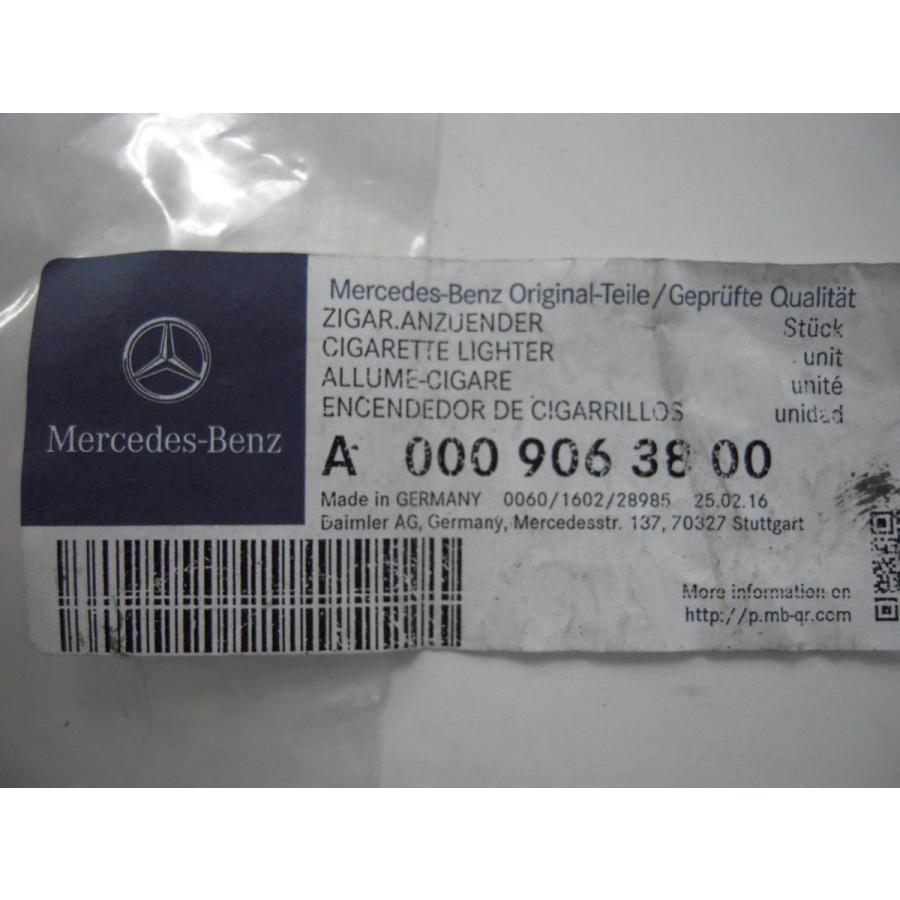 Mercedes-Benz
Mercedes-Benz Original-Teile/Geprüfte Qualität
ZIGAR.ANZUENDER Stück
CIGARETTE LIGHTER unit
ALLUME-CIGARE unité
ENCENDEDOR DE CIGARRILLOS unidad
A 000 906 38 00
Made in GERMANY 0060/1602/28985 25.02.16
Daimler AG, Germany, Mercedesstr. 137, 70327 Stuttgart
More information on
http://p.mb-qr.com